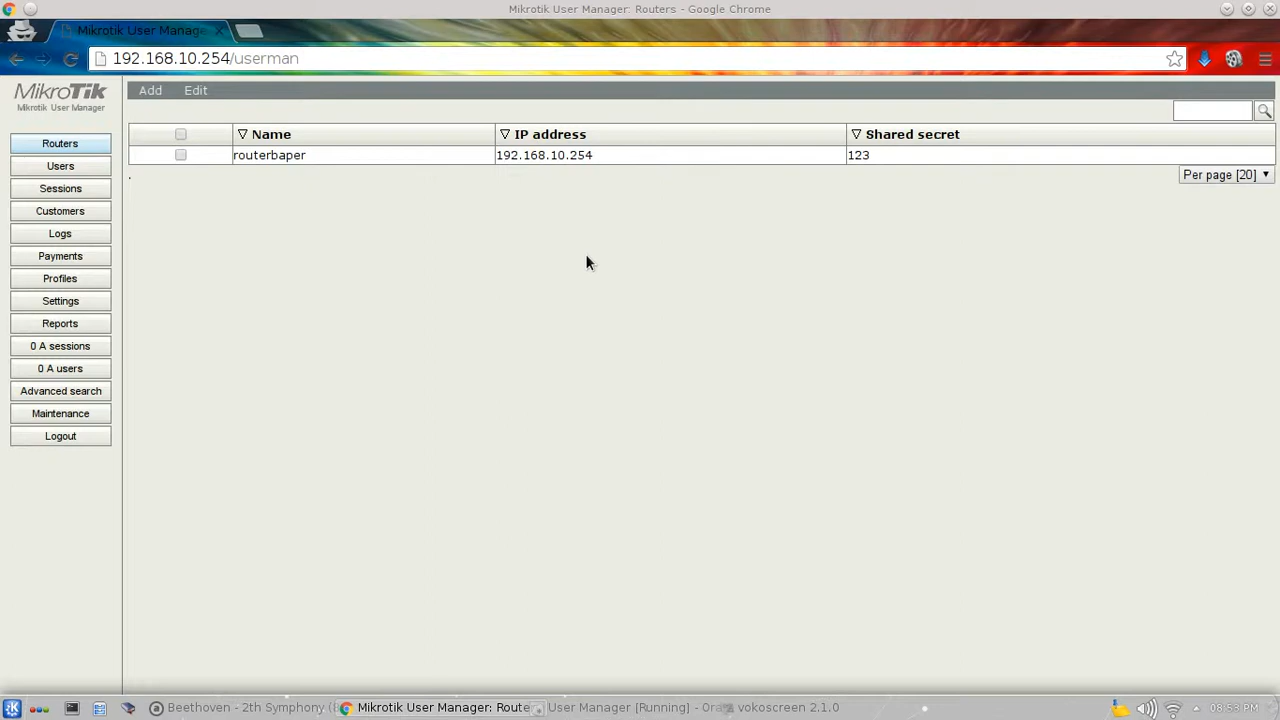 Mikrotik User Manager: Routers - Google Chrome
Mikrotik User Manage
192.168.10.254/userman
MikroTik
Mikrotik User Manager
Add Edit
Name IP address Shared secret
routerbaper 192.168.10.254 123
Per page [20]
Routers
Users
Sessions
Customers
Logs
Payments
Profiles
Settings
Reports
0 A sessions
0 A users
Advanced search
Maintenance
Logout
Beethoven - 2th Symphony Mikrotik User Manager: Route User Manager [Running] - vokoscreen 2.1.0 08:53 PM